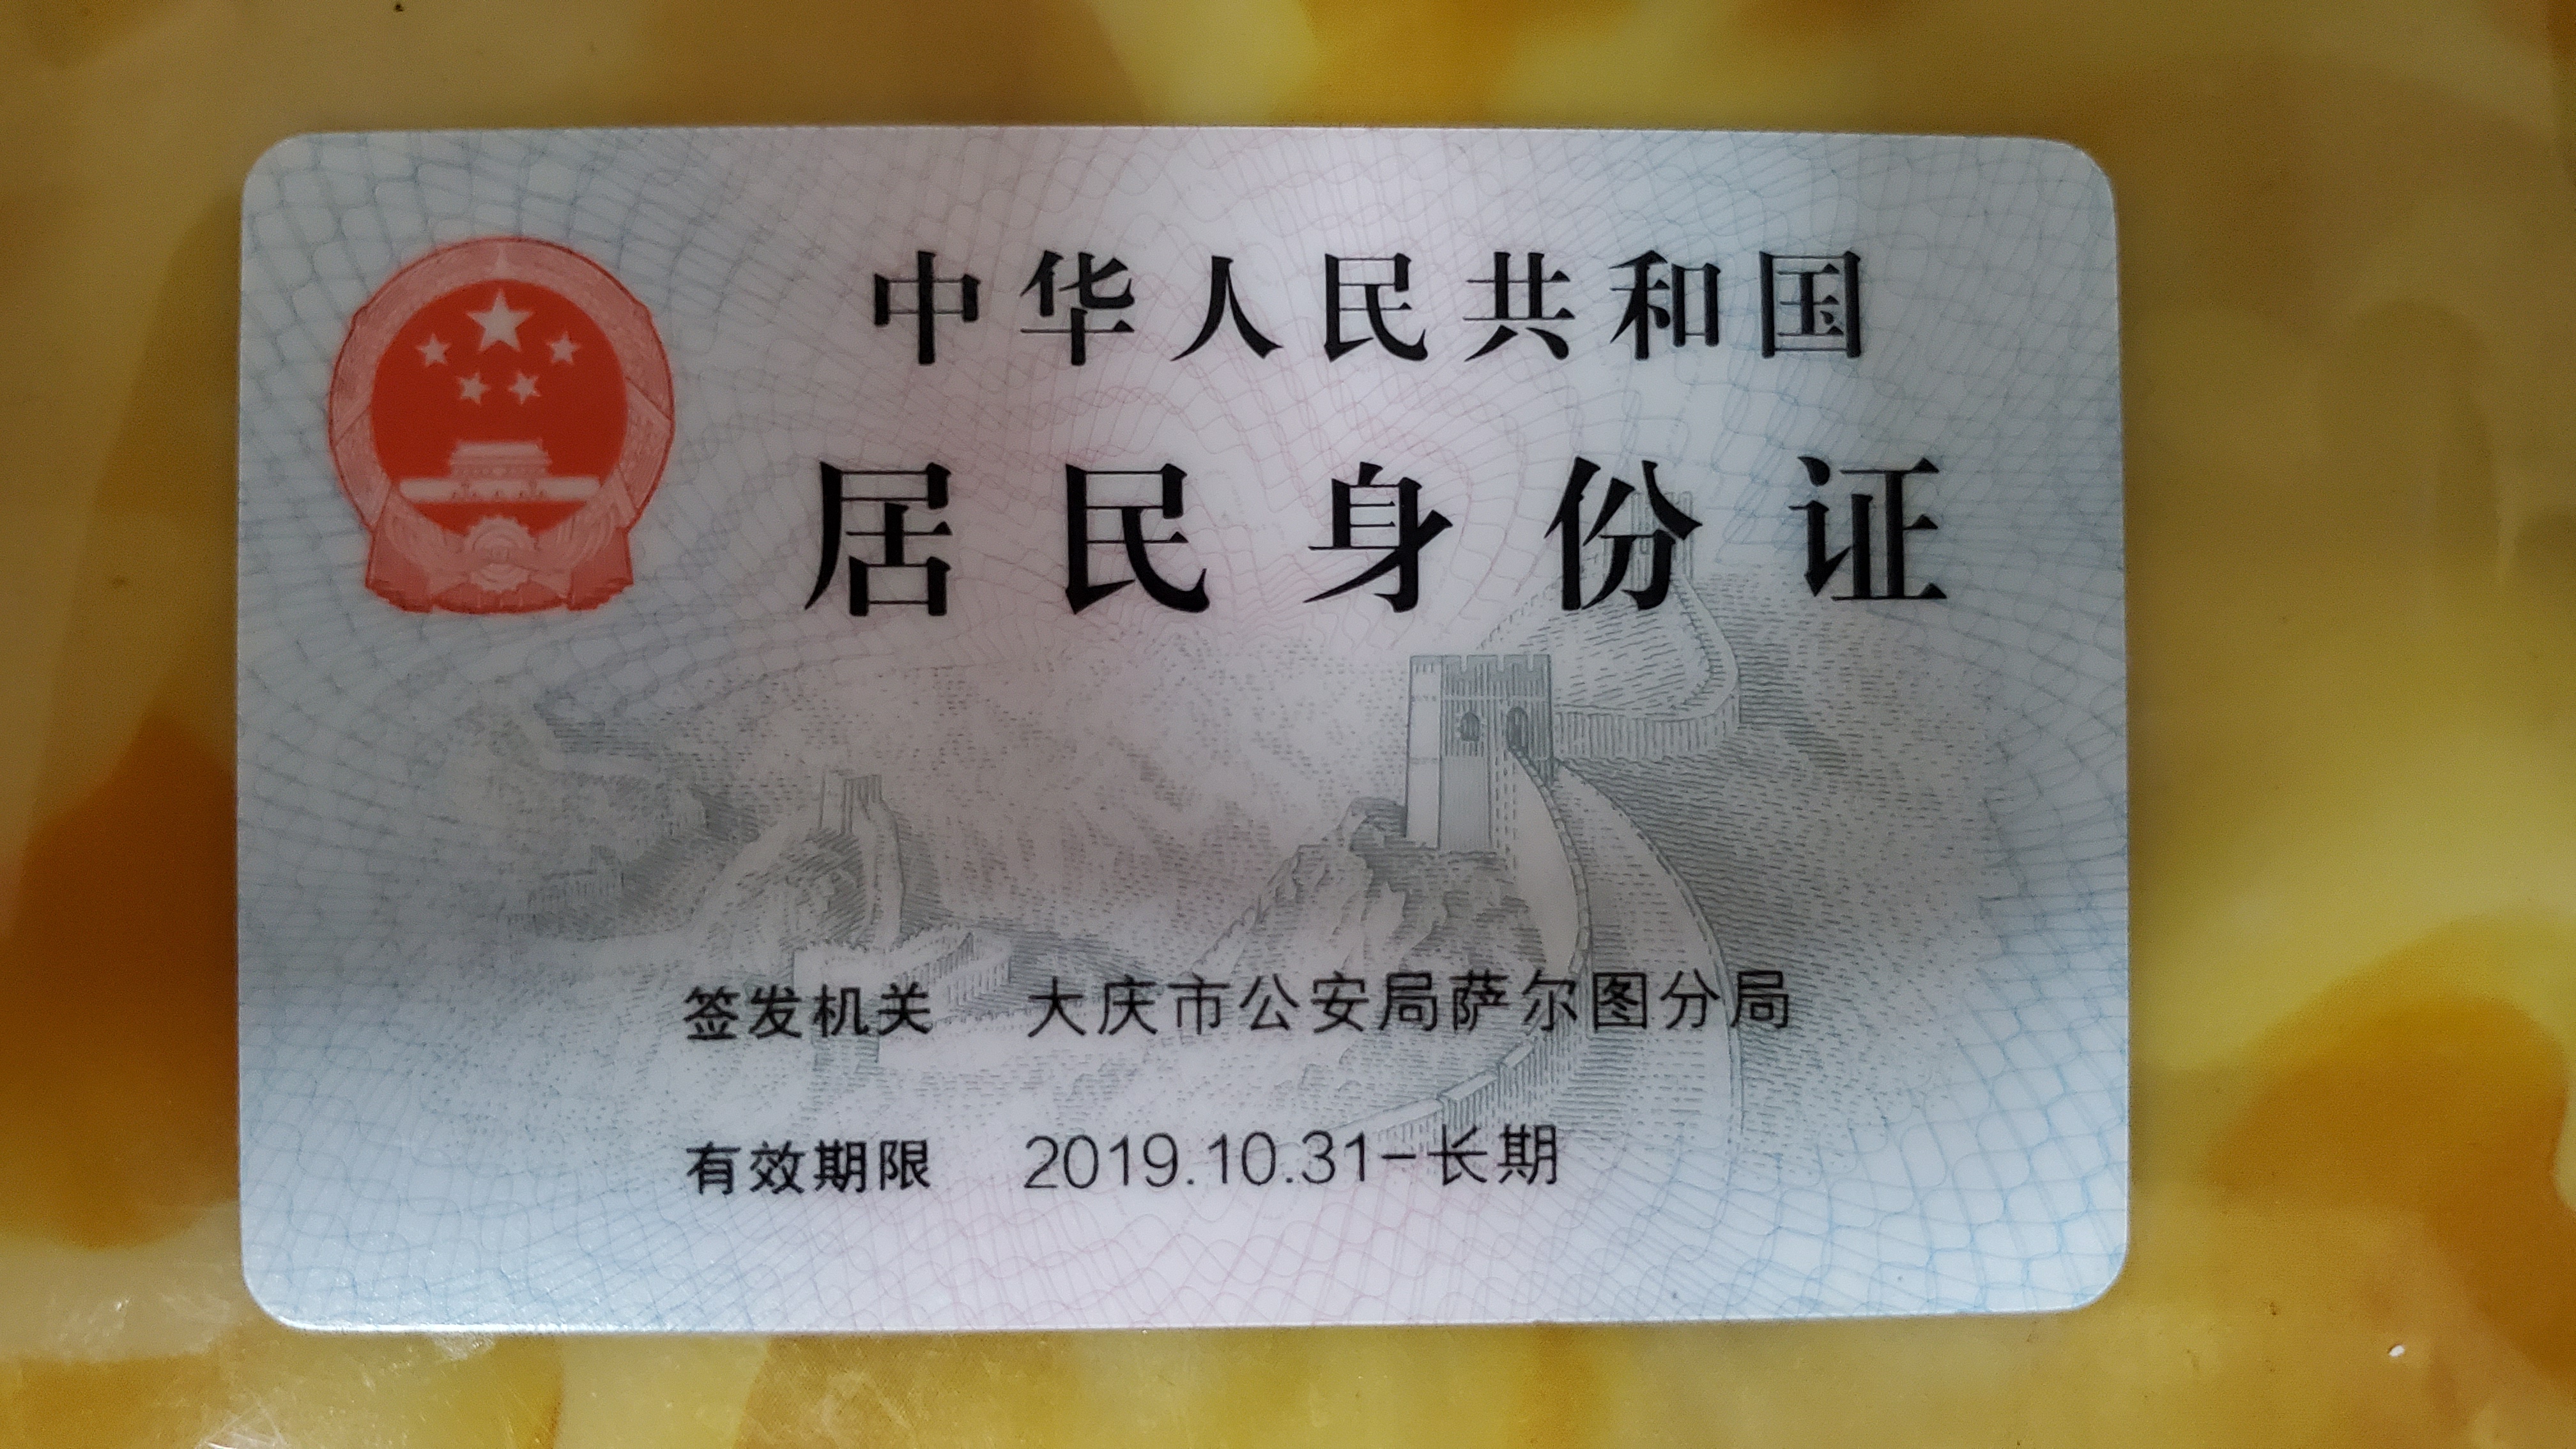 中华人民共和国
居民身份证
签发机关 大庆市公安局萨尔图分局
有效期限 2019.10.31-长期